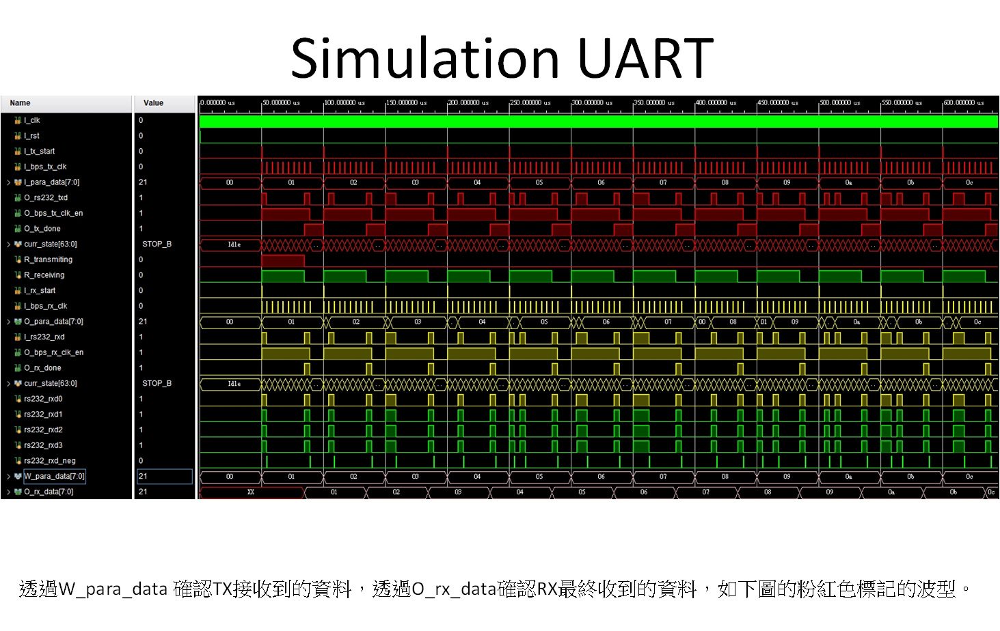 Simulation UART
Name Value 0.000000 us 50.000000 us 100.000000 us 150.000000 us 200.000000 us 250.000000 us 300.000000 us 350.000000 us 400.000000 us 450.000000 us 500.000000 us 550.000000 us 600.000000 us
I_clk 0
I_rst 0
I_tx_start 0
I_bps_tx_clk 0
I_para_data[7:0] 21 00 01 02 03 04 05 06 07 08 09 0a 0b 0c
O_rs232_txd 1
O_bps_tx_clk_en 1
O_tx_done 1
curr_state[63:0] STOP_B Idle .. .. .. .. .. .. .. .. .. .. ..
R_transmiting 0
R_receiving 0
I_rx_start 0
I_bps_rx_clk 0
O_para_data[7:0] 21 00 01 02 03 04 05 06 07 00 08 01 09 0a 0b 0c
I_rs232_rxd 1
O_bps_rx_clk_en 1
O_rx_done 1
curr_state[63:0] STOP_B Idle .. .. .. .. .. .. .. .. .. .. ..
rs232_rxd0 1
rs232_rxd1 1
rs232_rxd2 1
rs232_rxd3 1
rs232_rxd_neg 0
W_para_data[7:0] 21 00 01 02 03 04 05 06 07 08 09 0a 0b 0c
O_rx_data[7:0] 21 XX 01 02 03 04 05 06 07 08 09 0a 0b 0c
透過W_para_data 確認TX接收到的資料，透過O_rx_data確認RX最終收到的資料，如下圖的粉紅色標記的波型。